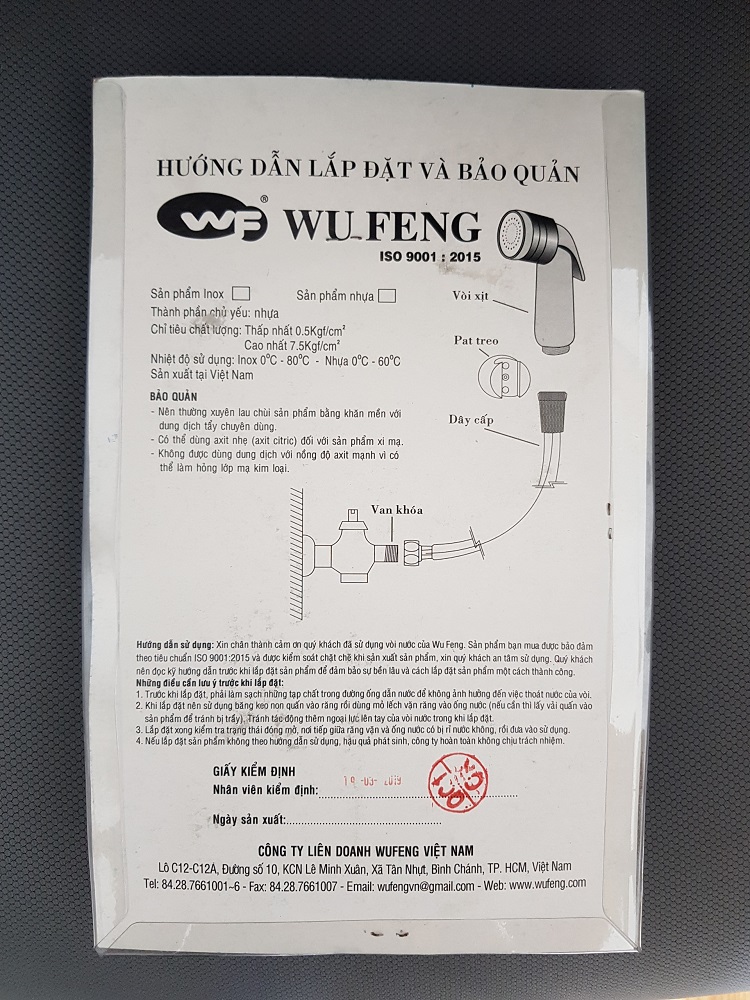 HƯỚNG DẪN LẮP ĐẶT VÀ BẢO QUẢN
WF ® WU FENG
ISO 9001 : 2015
Sản phẩm Inox Sản phẩm nhựa
Thành phần chủ yếu: nhựa
Chỉ tiêu chất lượng: Thấp nhất 0.5Kgf/cm²
Cao nhất 7.5Kgf/cm²
Nhiệt độ sử dụng: Inox 0°C - 80°C - Nhựa 0°C - 60°C
Sản xuất tại Việt Nam
BẢO QUẢN
- Nên thường xuyên lau chùi sản phẩm bằng khăn mền với
dung dịch tẩy chuyên dùng.
- Có thể dùng axit nhẹ (axit citric) đối với sản phẩm xi mạ.
- Không được dùng dung dịch với nồng độ axit mạnh vì có
thể làm hỏng lớp mạ kim loại.
Vòi xịt
Pat treo
Dây cấp
Van khóa
Hướng dẫn sử dụng: Xin chân thành cảm ơn quý khách đã sử dụng vòi nước của Wu Feng. Sản phẩm bạn mua được bảo đảm
theo tiêu chuẩn ISO 9001:2015 và được kiểm soát chặt chẽ khi sản xuất sản phẩm, xin quý khách an tâm sử dụng. Quý khách
nên đọc kỹ hướng dẫn trước khi lắp đặt sản phẩm để đảm bảo sự bền lâu và cách lắp đặt sản phẩm một cách thành công.
Những điều cần lưu ý trước khi lắp đặt:
1. Trước khi lắp đặt, phải làm sạch những tạp chất trong đường ống dẫn nước để không ảnh hưởng đến việc thoát nước của vòi.
2. Khi lắp đặt nên sử dụng băng keo non quấn vào răng rồi dùng mỏ lếch vặn răng vào ống nước (nếu cần thì lấy vải quấn vào
sản phẩm để tránh bị trầy). Tránh tác động thêm ngoại lực lên tay của vòi nước trong khi lắp đặt.
3. Lắp đặt xong kiểm tra trạng thái đóng mở, nơi tiếp giữa răng vặn và ống nước có bị rỉ nước không, rồi đưa vào sử dụng.
4. Nếu lắp đặt sản phẩm không theo hướng dẫn sử dụng, hậu quả phát sinh, công ty hoàn toàn không chịu trách nhiệm.
GIẤY KIỂM ĐỊNH
Nhân viên kiểm định:
Ngày sản xuất:
CÔNG TY LIÊN DOANH WUFENG VIỆT NAM
Lô C12-C12A, Đường số 10, KCN Lê Minh Xuân, Xã Tân Nhựt, Bình Chánh, TP. HCM, Việt Nam
Tel: 84.28.7661001~6 - Fax: 84.28.7661007 - Email: wufengvn@gmail.com - Web: www.wufeng.com